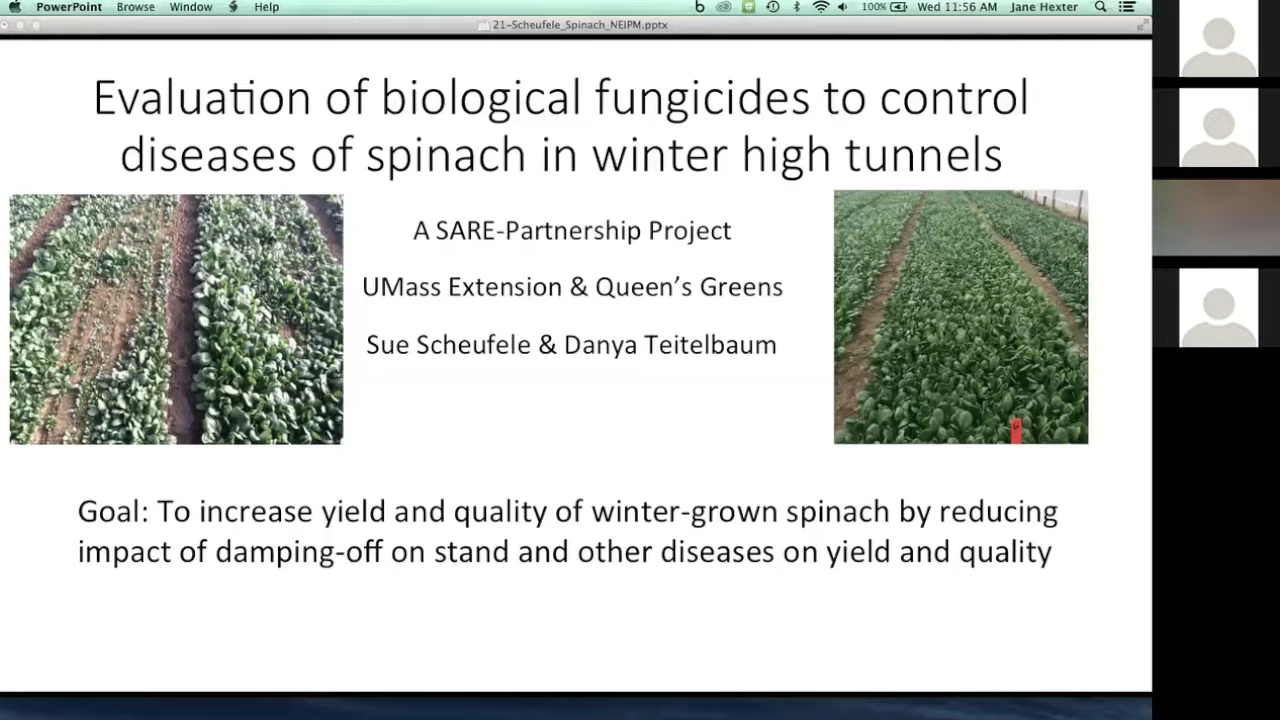 PowerPoint Browse Window Help
100% Wed 11:56 AM Jane Hexter
21-Scheufele_Spinach_NEIPM.pptx
Evaluation of biological fungicides to control
diseases of spinach in winter high tunnels
A SARE-Partnership Project
UMass Extension & Queen's Greens
Sue Scheufele & Danya Teitelbaum
Goal: To increase yield and quality of winter-grown spinach by reducing
impact of damping-off on stand and other diseases on yield and quality